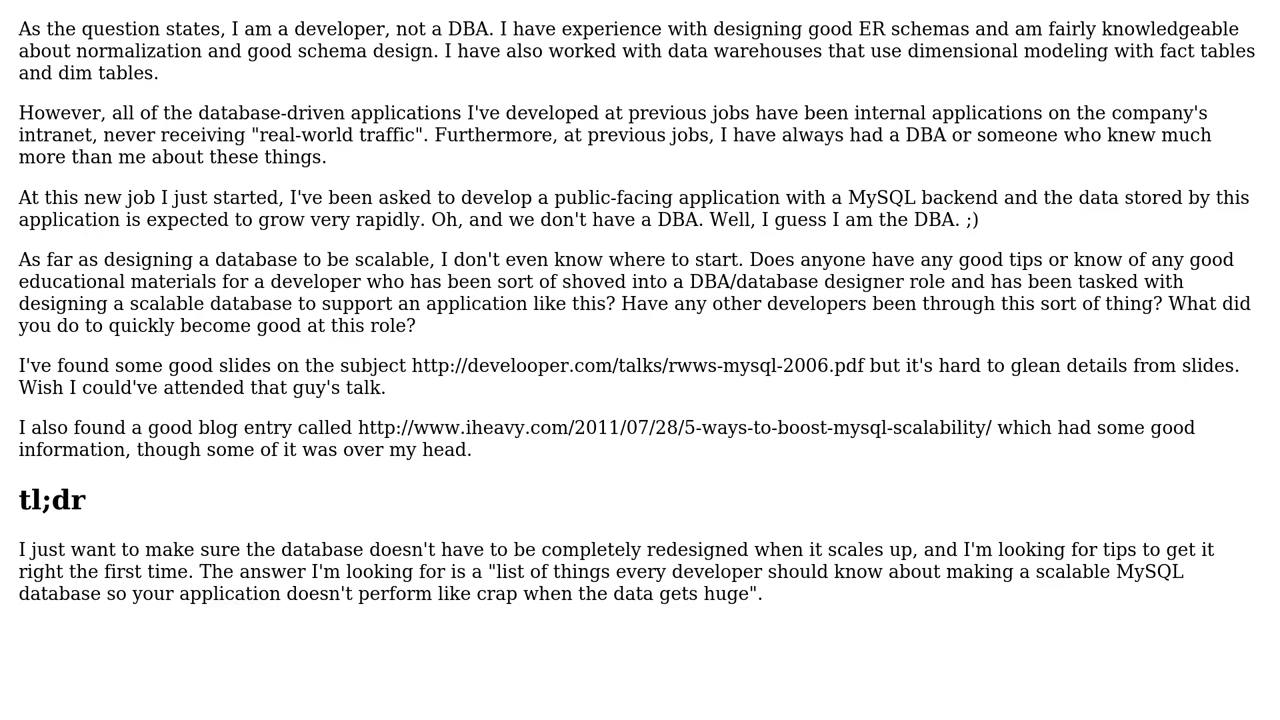 As the question states, I am a developer, not a DBA. I have experience with designing good ER schemas and am fairly knowledgeable
about normalization and good schema design. I have also worked with data warehouses that use dimensional modeling with fact tables
and dim tables.
However, all of the database-driven applications I've developed at previous jobs have been internal applications on the company's
intranet, never receiving "real-world traffic". Furthermore, at previous jobs, I have always had a DBA or someone who knew much
more than me about these things.
At this new job I just started, I've been asked to develop a public-facing application with a MySQL backend and the data stored by this
application is expected to grow very rapidly. Oh, and we don't have a DBA. Well, I guess I am the DBA. ;)
As far as designing a database to be scalable, I don't even know where to start. Does anyone have any good tips or know of any good
educational materials for a developer who has been sort of shoved into a DBA/database designer role and has been tasked with
designing a scalable database to support an application like this? Have any other developers been through this sort of thing? What did
you do to quickly become good at this role?
I've found some good slides on the subject http://develooper.com/talks/rwws-mysql-2006.pdf but it's hard to glean details from slides.
Wish I could've attended that guy's talk.
I also found a good blog entry called http://www.iheavy.com/2011/07/28/5-ways-to-boost-mysql-scalability/ which had some good
information, though some of it was over my head.
tl;dr
I just want to make sure the database doesn't have to be completely redesigned when it scales up, and I'm looking for tips to get it
right the first time. The answer I'm looking for is a "list of things every developer should know about making a scalable MySQL
database so your application doesn't perform like crap when the data gets huge".